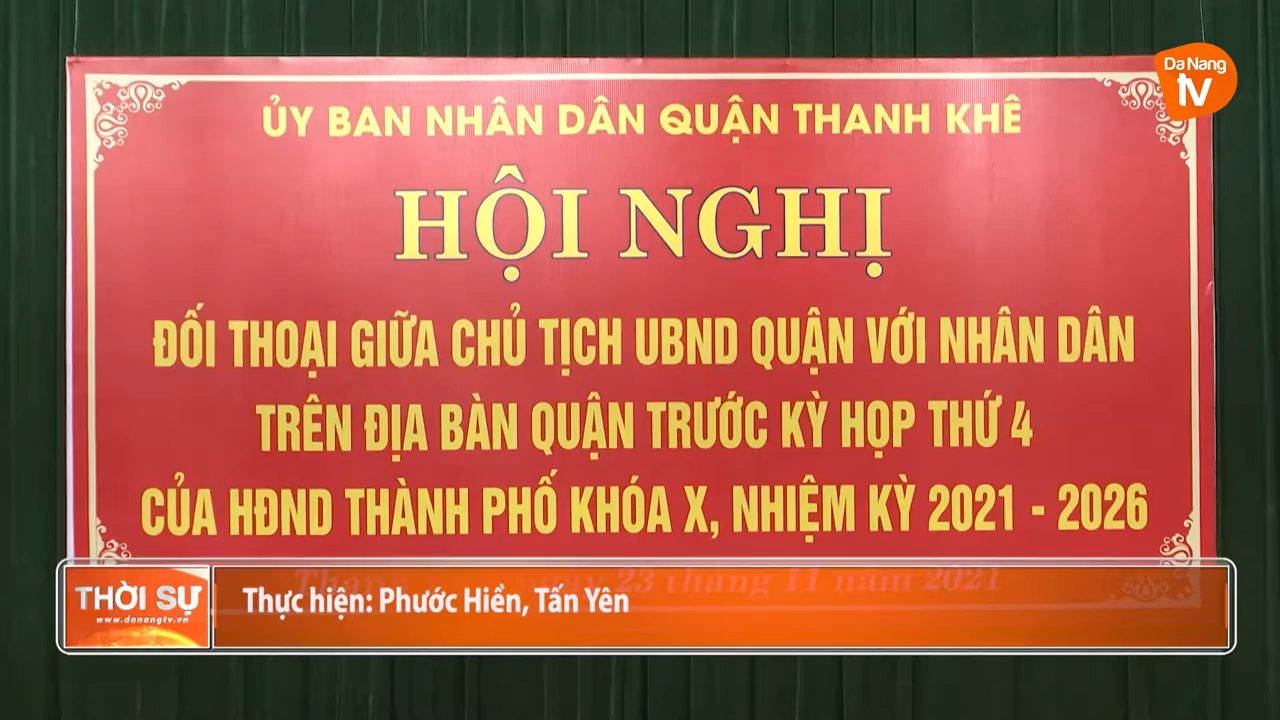 Da Nang
tv
ỦY BAN NHÂN DÂN QUẬN THANH KHÊ
HỘI NGHỊ
ĐỐI THOẠI GIỮA CHỦ TỊCH UBND QUẬN VỚI NHÂN DÂN
TRÊN ĐỊA BÀN QUẬN TRƯỚC KỲ HỌP THỨ 4
CỦA HĐND THÀNH PHỐ KHÓA X, NHIỆM KỲ 2021 - 2026
ngày 23 tháng 11 năm 2021
THỜI SỰ
www.danangtv.vn
Thực hiện: Phước Hiền, Tấn Yên